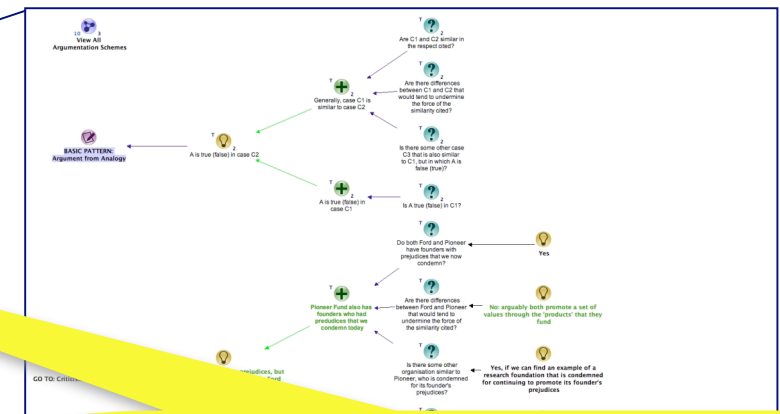 10 3
View All
Argumentation Schemes
T 2
Are C1 and C2 similar in
the respect cited?
T 2
Are there differences
between C1 and C2 that
would tend to undermine
the force of the
similarity cited?
T 2
Generally, case C1 is
similar to case C2
T 2
Is there some other case
C3 that is also similar
to C1, but in which A is
false (true)?
BASIC PATTERN:
Argument from Analogy
T 2
A is true (false) in case C2
T 2
A is true (false) in
case C1
T 2
Is A true (false) in C1?
T
Do both Ford and Pioneer
have founders with
prejudices that we now
condemn?
Yes
T
Pioneer Fund also has
founders who had
predudices that we
condemn today
T
Are there differences
between Ford and Pioneer
that would tend to
undermine the force of
the similarity cited?
No: arguably both promote a set of
values through the 'products' that they
fund
T
Is there some other
organisation similar to
Pioneer, who is condemned
for its founder's
prejudices?
Yes, if we can find an example of a
research foundation that is condemned
for continuing to promote its founder's
prejudices
prejudices, but
Ford
GO TO:
T